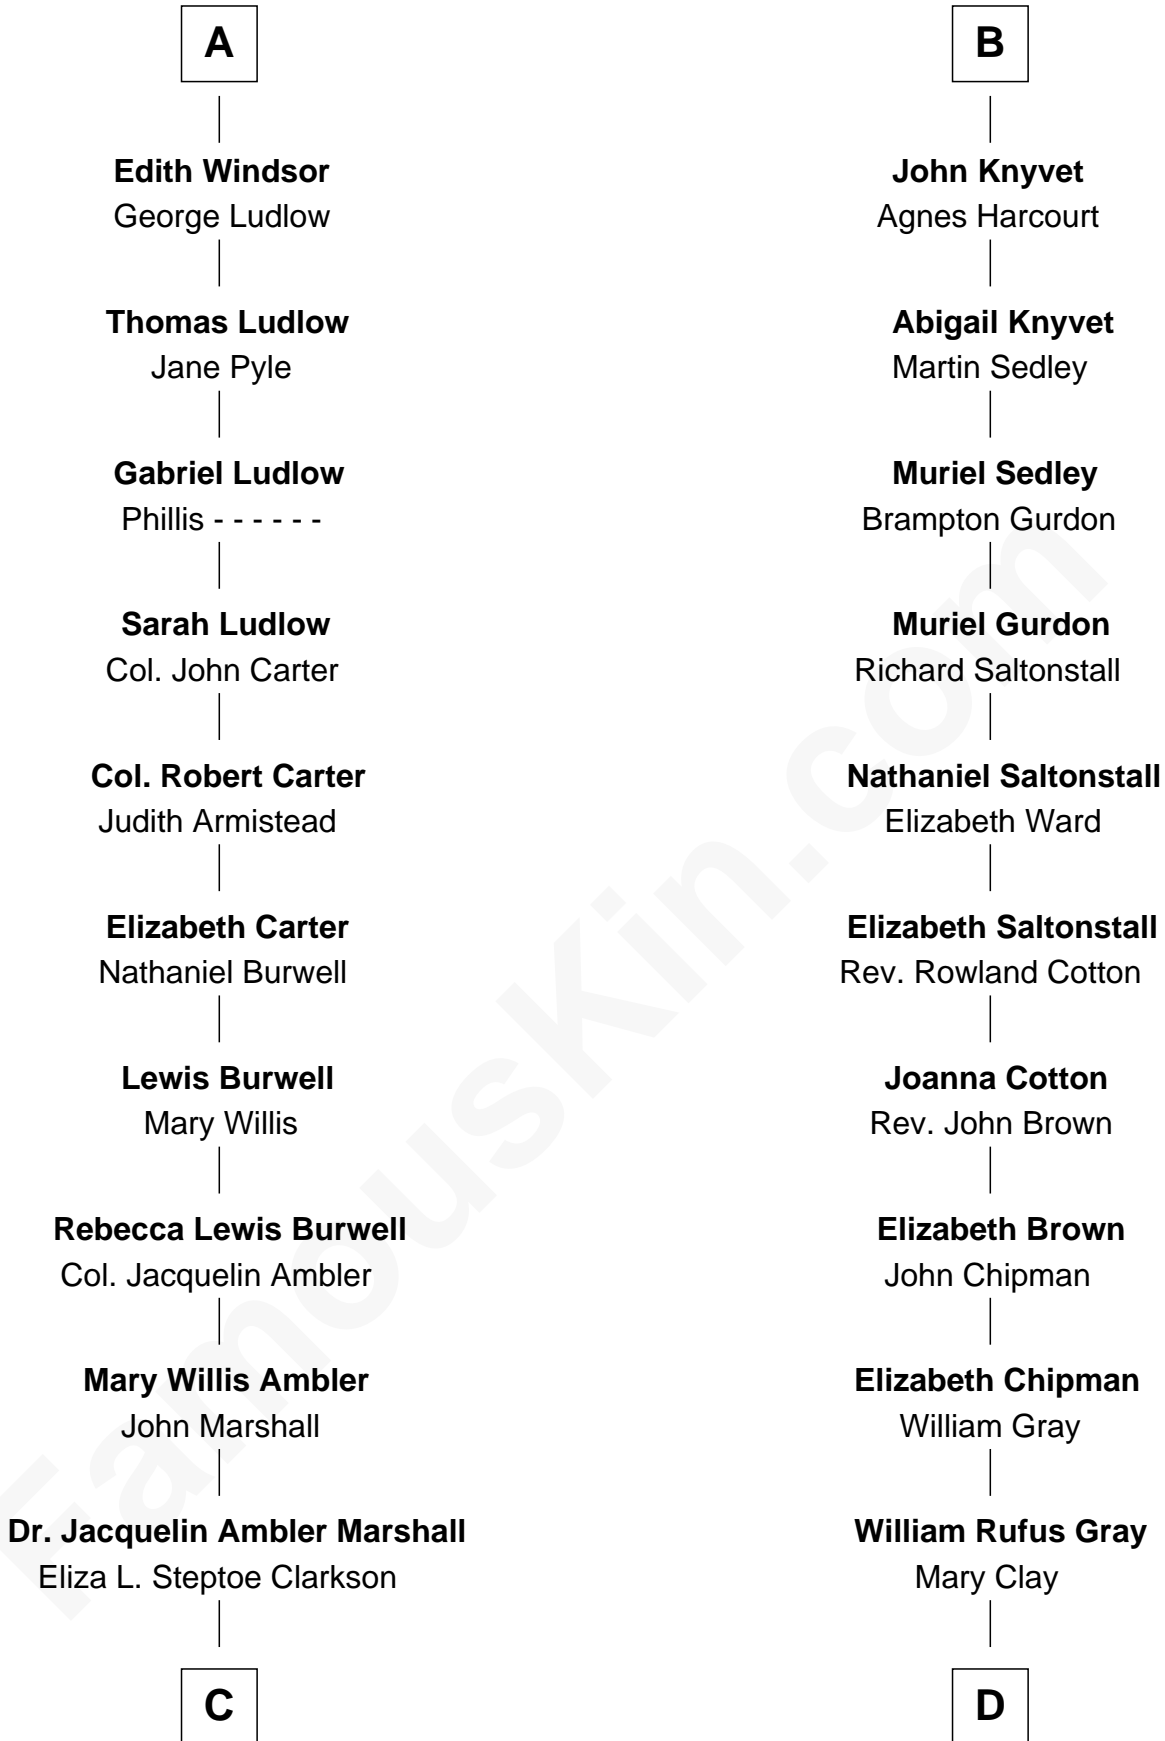 A
Edith Windsor
George Ludlow
Thomas Ludlow
Jane Pyle
Gabriel Ludlow
Phillis - - - - - -
Sarah Ludlow
Col. John Carter
Col. Robert Carter
Judith Armistead
Elizabeth Carter
Nathaniel Burwell
Lewis Burwell
Mary Willis
Rebecca Lewis Burwell
Col. Jacquelin Ambler
Mary Willis Ambler
John Marshall
Dr. Jacquelin Ambler Marshall
Eliza L. Steptoe Clarkson
C
B
John Knyvet
Agnes Harcourt
Abigail Knyvet
Martin Sedley
Muriel Sedley
Brampton Gurdon
Muriel Gurdon
Richard Saltonstall
Nathaniel Saltonstall
Elizabeth Ward
Elizabeth Saltonstall
Rev. Rowland Cotton
Joanna Cotton
Rev. John Brown
Elizabeth Brown
John Chipman
Elizabeth Chipman
William Gray
William Rufus Gray
Mary Clay
D
FamousKin.com